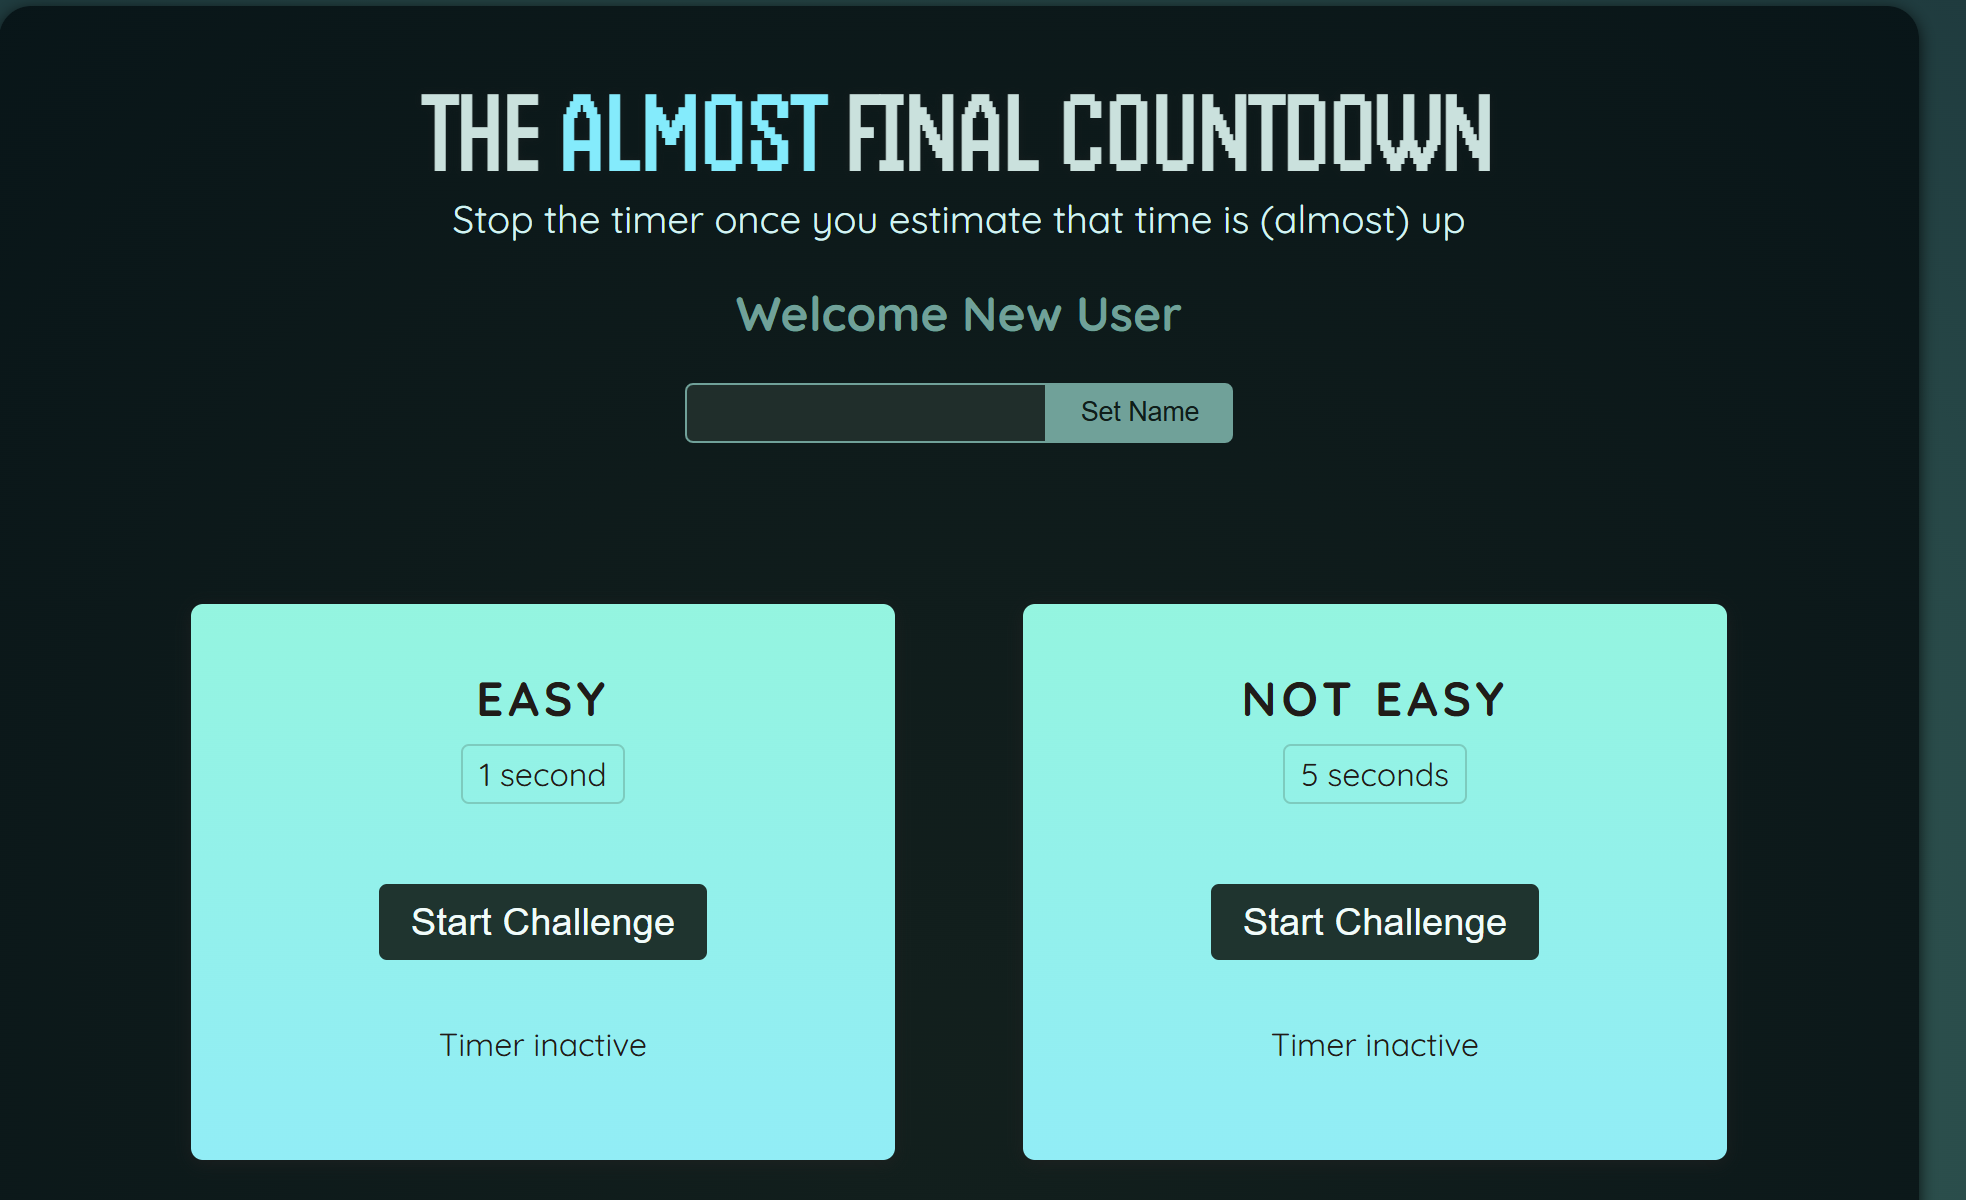 THE ALMOST FINAL COUNTDOWN
Stop the timer once you estimate that time is (almost) up
Welcome New User
Set Name
EASY
1 second
Start Challenge
Timer inactive
NOT EASY
5 seconds
Start Challenge
Timer inactive